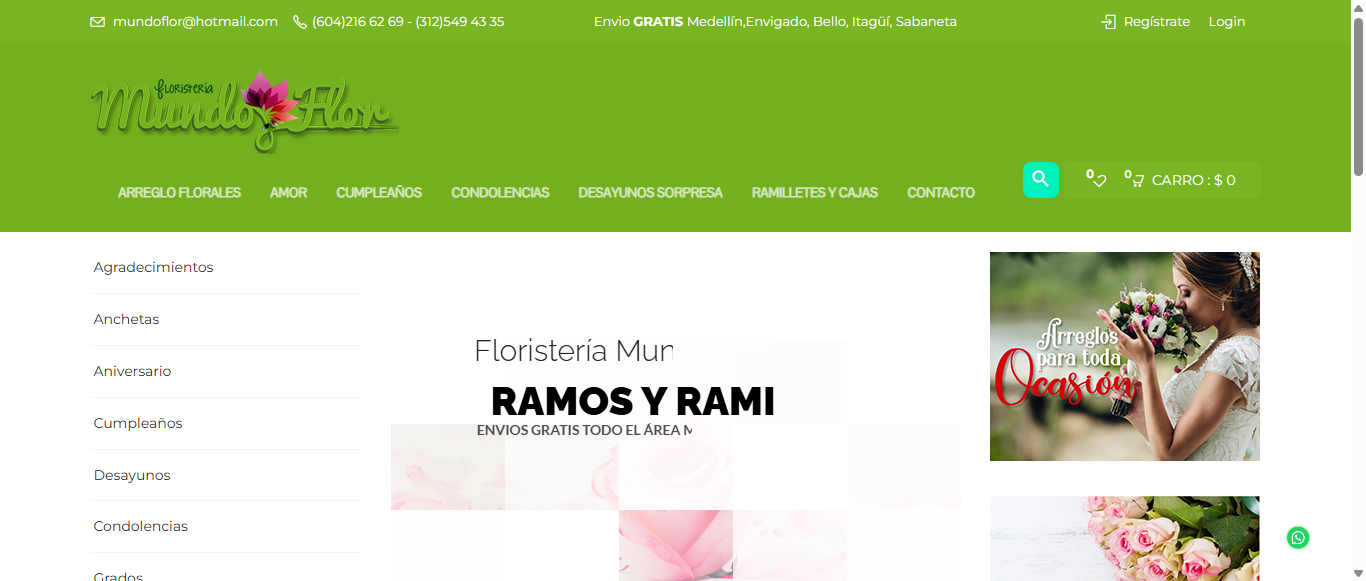 mundoflor@hotmail.com (604)216 62 69 - (312)549 43 35 Envio GRATIS Medellín,Envigado, Bello, Itagüí, Sabaneta Regístrate Login
floristería
Mundo Flor
ARREGLO FLORALES AMOR CUMPLEAÑOS CONDOLENCIAS DESAYUNOS SORPRESA RAMILLETES Y CAJAS CONTACTO 0 0 CARRO : $ 0
Agradecimientos
Anchetas
Aniversario
Cumpleaños
Desayunos
Condolencias
Grados
Floristería Mun
RAMOS Y RAMI
ENVIOS GRATIS TODO EL ÁREA M
Arreglos
para toda
Ocasión